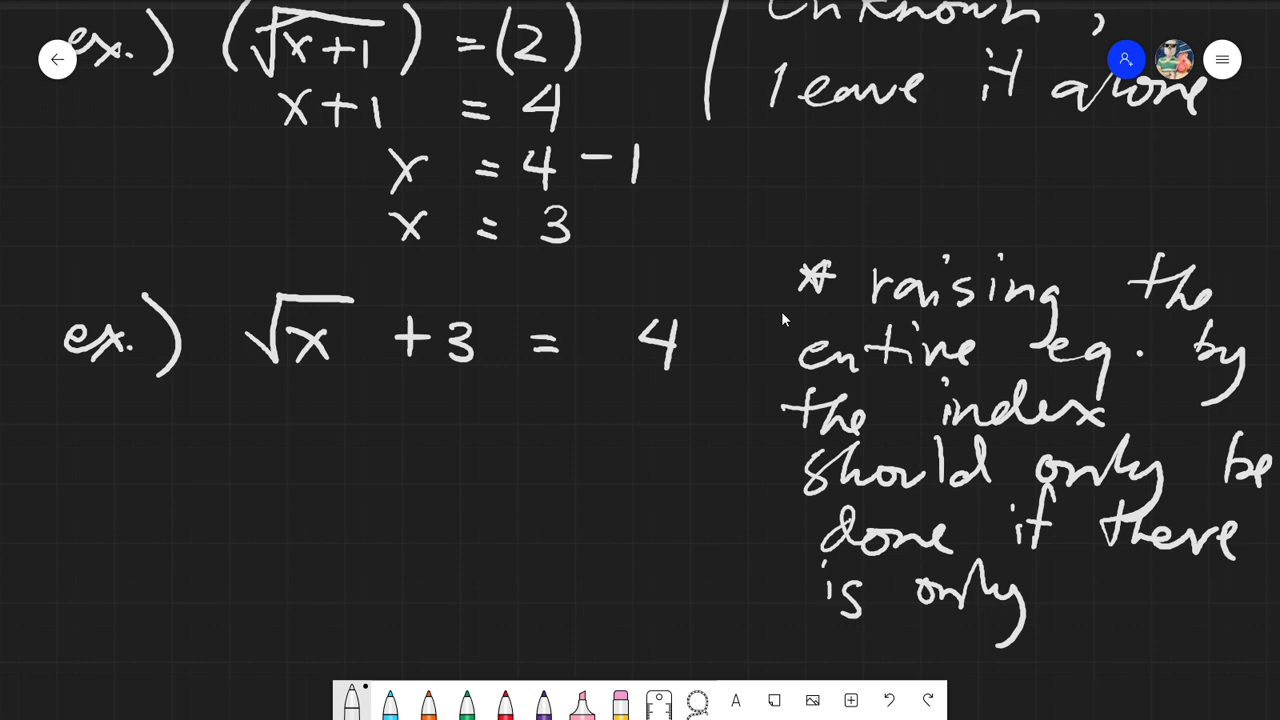 ex.) (√x+1) = (2)
x+1 = 4
x = 4 - 1
x = 3
unknown,
leave it alone
ex.) √x + 3 = 4
* raising the
entire eq. by
the index
should only be
done if there
is only
A